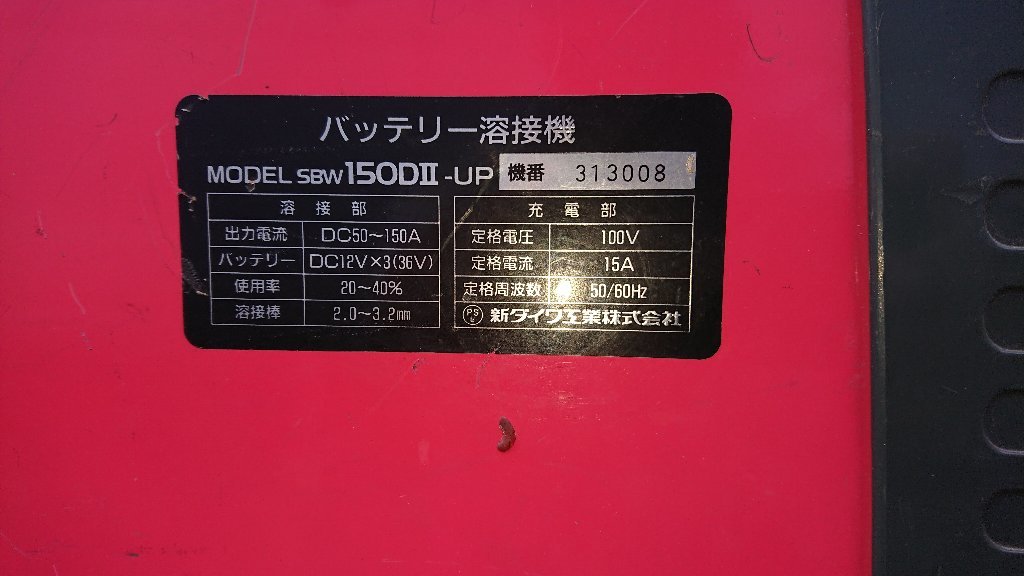 バッテリー溶接機
MODEL SBW150DII-UP 機番 313008
溶接部
出力電流 DC50～150A
バッテリー DC12V×3(36V)
使用率 20～40%
溶接棒 2.0～3.2mm
充電部
定格電圧 100V
定格電流 15A
定格周波数 50/60Hz
PSE 新ダイワ工業株式会社